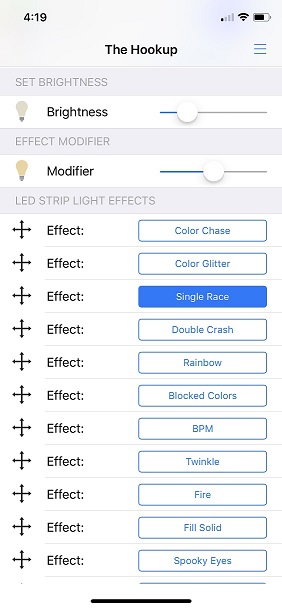 4:19
The Hookup
SET BRIGHTNESS
Brightness
EFFECT MODIFIER
Modifier
LED STRIP LIGHT EFFECTS
Effect: Color Chase
Effect: Color Glitter
Effect: Single Race
Effect: Double Crash
Effect: Rainbow
Effect: Blocked Colors
Effect: BPM
Effect: Twinkle
Effect: Fire
Effect: Fill Solid
Effect: Spooky Eyes